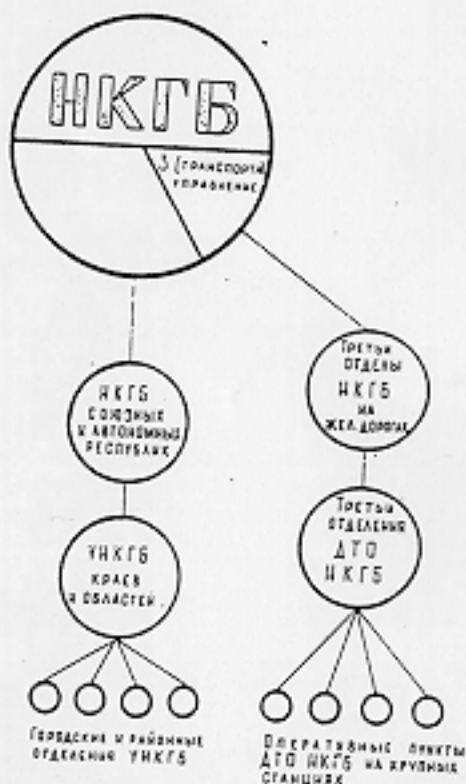 НКГБ
3 (ТРАНСПОРТН)
УПРАВЛЕНИЕ
НКГБ
СОЮЗНЫХ
И АВТОНОМНЫХ
РЕСПУБЛИК
УНКГБ
КРАЕВ
И ОБЛАСТЕЙ
ГОРОДСКИЕ И РАЙОННЫЕ
ОТДЕЛЕНИЯ УНКГБ
ТРЕТЬИ
ОТДЕЛЫ
НКГБ
НА
ЖЕЛ. ДОРОГАХ
ТРЕТЬИ
ОТДЕЛЕНИЯ
ДТО
НКГБ
ОПЕРАТИВНЫЕ ПУНКТЫ
ДТО НКГБ НА КРУПНЫХ
СТАНЦИЯХ